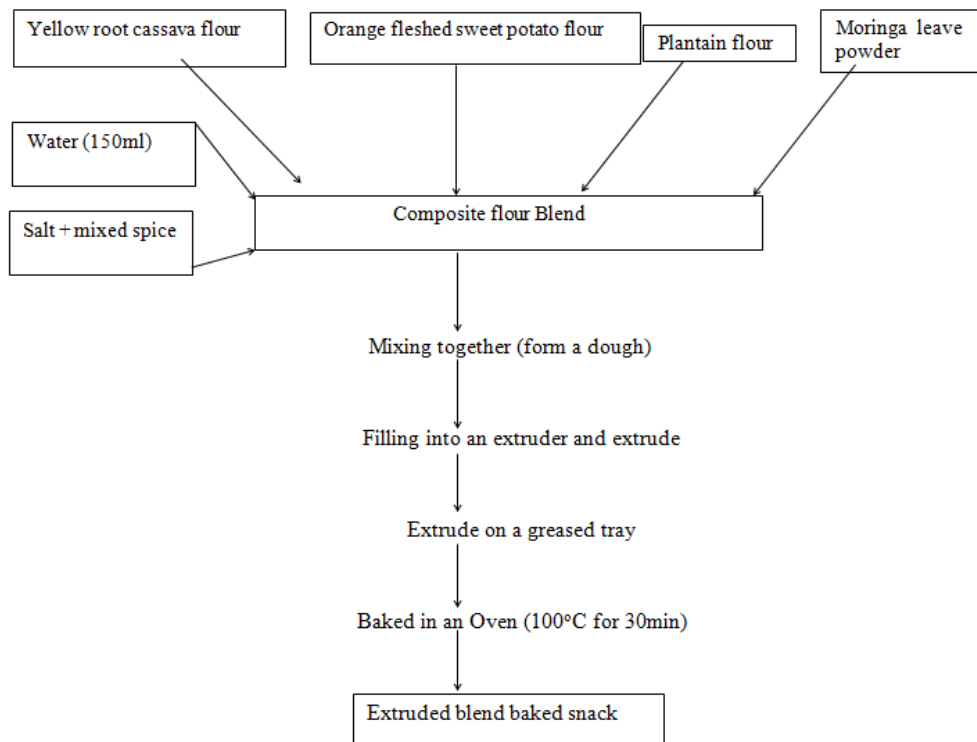 Yellow root cassava flour
Orange fleshed sweet potato flour
Plantain flour
Moringa leave
powder
Water (150ml)
Salt + mixed spice
Composite flour Blend
Mixing together (form a dough)
Filling into an extruder and extrude
Extrude on a greased tray
Baked in an Oven (100°C for 30min)
Extruded blend baked snack